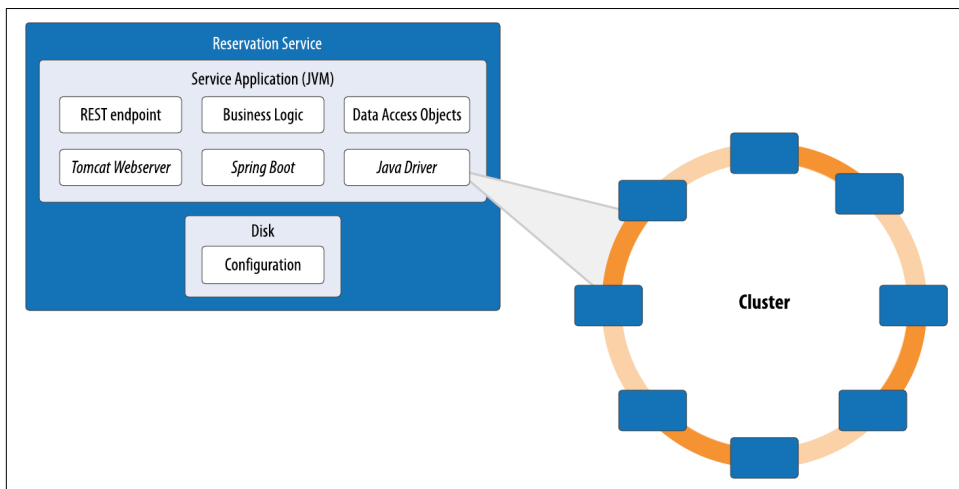 Reservation Service
Service Application (JVM)
REST endpoint
Business Logic
Data Access Objects
Tomcat Webserver
Spring Boot
Java Driver
Disk
Configuration
Cluster